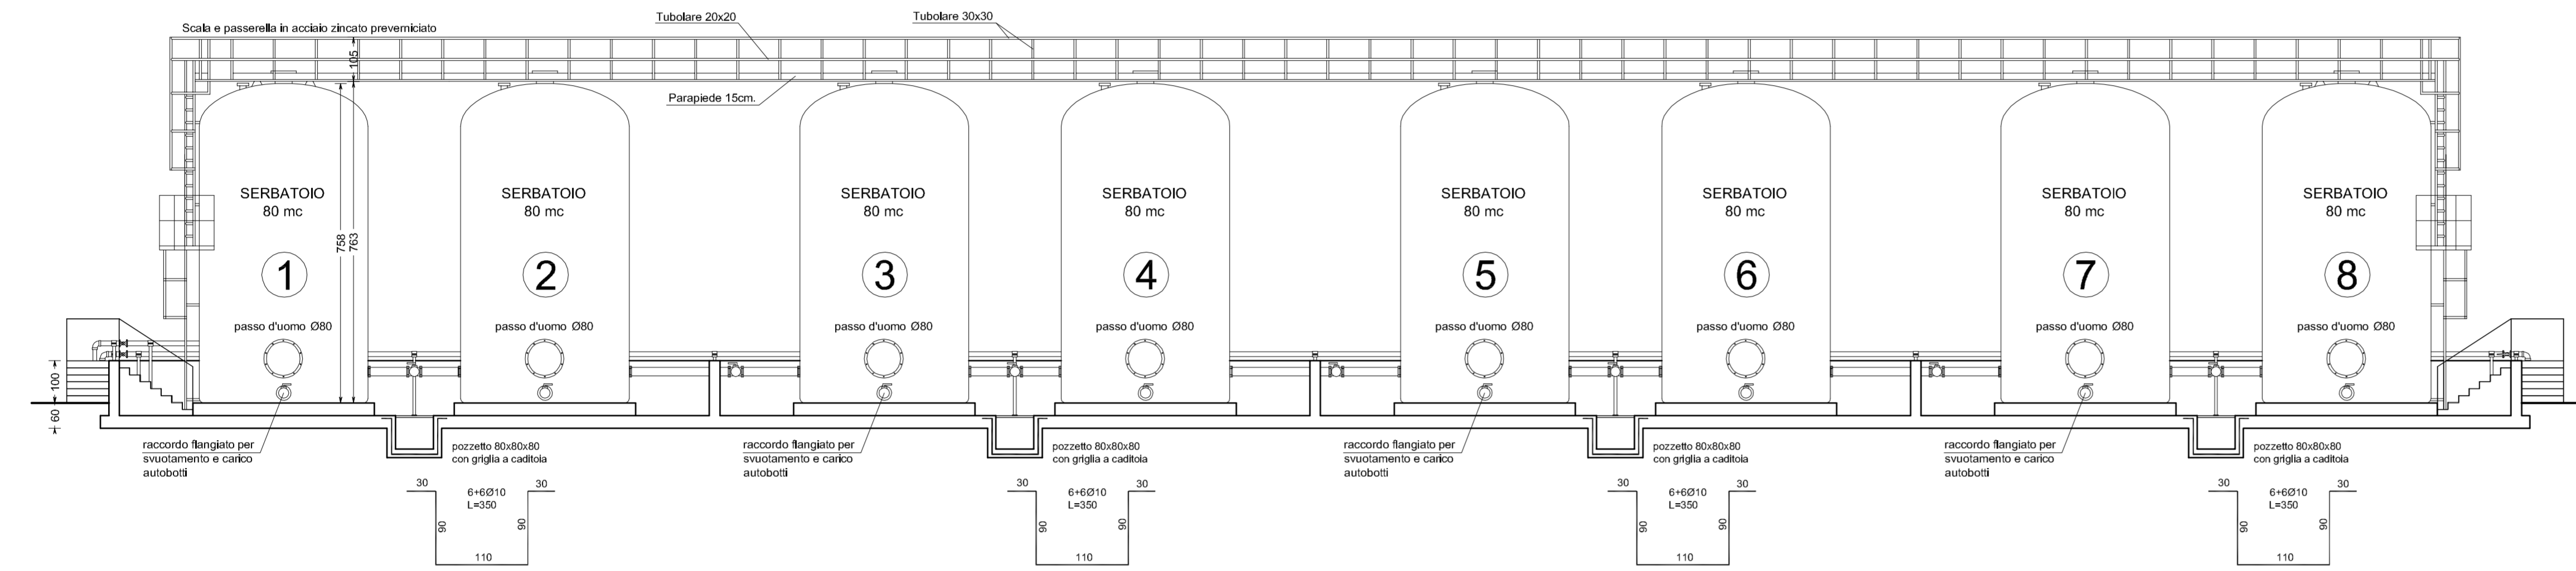 Scala e passerella in acciaio zincato preverniciato
Tubolare 20x20
Tubolare 30x30
105
Parapiede 15cm.
SERBATOIO
80 mc
758
763
1
passo d'uomo Ø80
SERBATOIO
80 mc
2
passo d'uomo Ø80
SERBATOIO
80 mc
3
passo d'uomo Ø80
SERBATOIO
80 mc
4
passo d'uomo Ø80
SERBATOIO
80 mc
5
passo d'uomo Ø80
SERBATOIO
80 mc
6
passo d'uomo Ø80
SERBATOIO
80 mc
7
passo d'uomo Ø80
SERBATOIO
80 mc
8
passo d'uomo Ø80
100
60
raccordo flangiato per
svuotamento e carico
autobotti
pozzetto 80x80x80
con griglia a caditoia
raccordo flangiato per
svuotamento e carico
autobotti
pozzetto 80x80x80
con griglia a caditoia
raccordo flangiato per
svuotamento e carico
autobotti
pozzetto 80x80x80
con griglia a caditoia
raccordo flangiato per
svuotamento e carico
autobotti
pozzetto 80x80x80
con griglia a caditoia
30
6+6Ø10
L=350
30
90
90
110
30
6+6Ø10
L=350
30
90
90
110
30
6+6Ø10
L=350
30
90
90
110
30
6+6Ø10
L=350
30
90
90
110